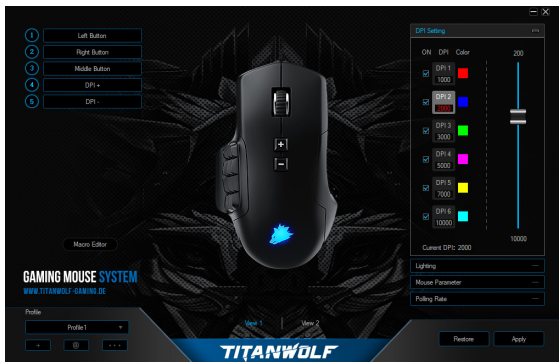 1 Left Button
2 Right Button
3 Middle Button
4 DPI +
5 DPI -
Macro Editor
GAMING MOUSE SYSTEM
WWW.TITANWOLF-GAMING.DE
Profile
Profile1
View 1 | View 2
TITANWOLF
DPI Setting
ON DPI Color 200
DPI 1
1000
DPI 2
2000
DPI 3
3000
DPI 4
5000
DPI 5
7000
DPI 6
10000
10000
Current DPI: 2000
Lighting
Mouse Parameter
Polling Rate
Restore Apply